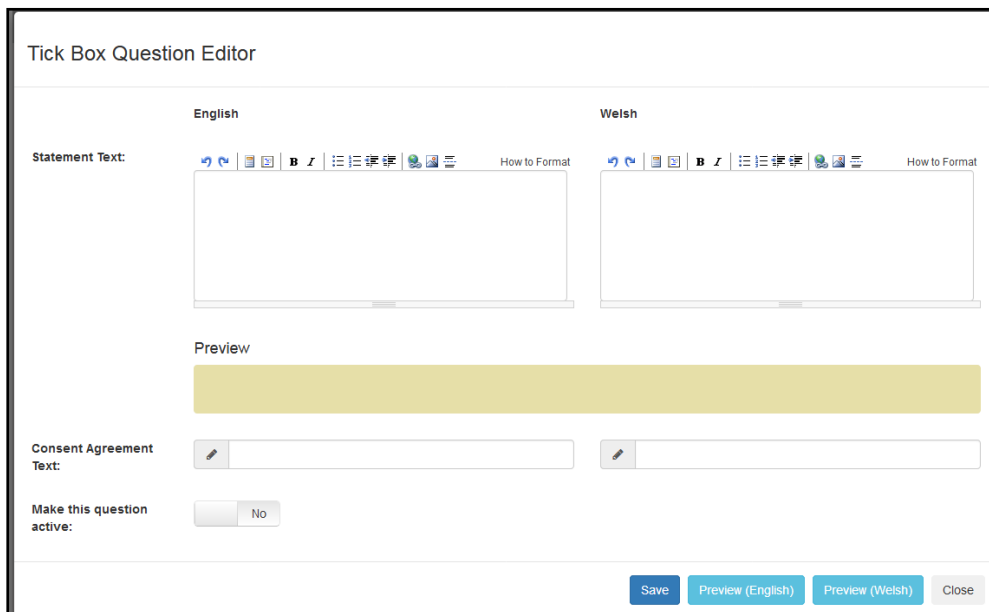 Tick Box Question Editor
English Welsh
Statement Text: B I How to Format B I How to Format
Preview
Consent Agreement
Text:
Make this question
active:
No
Save Preview (English) Preview (Welsh) Close